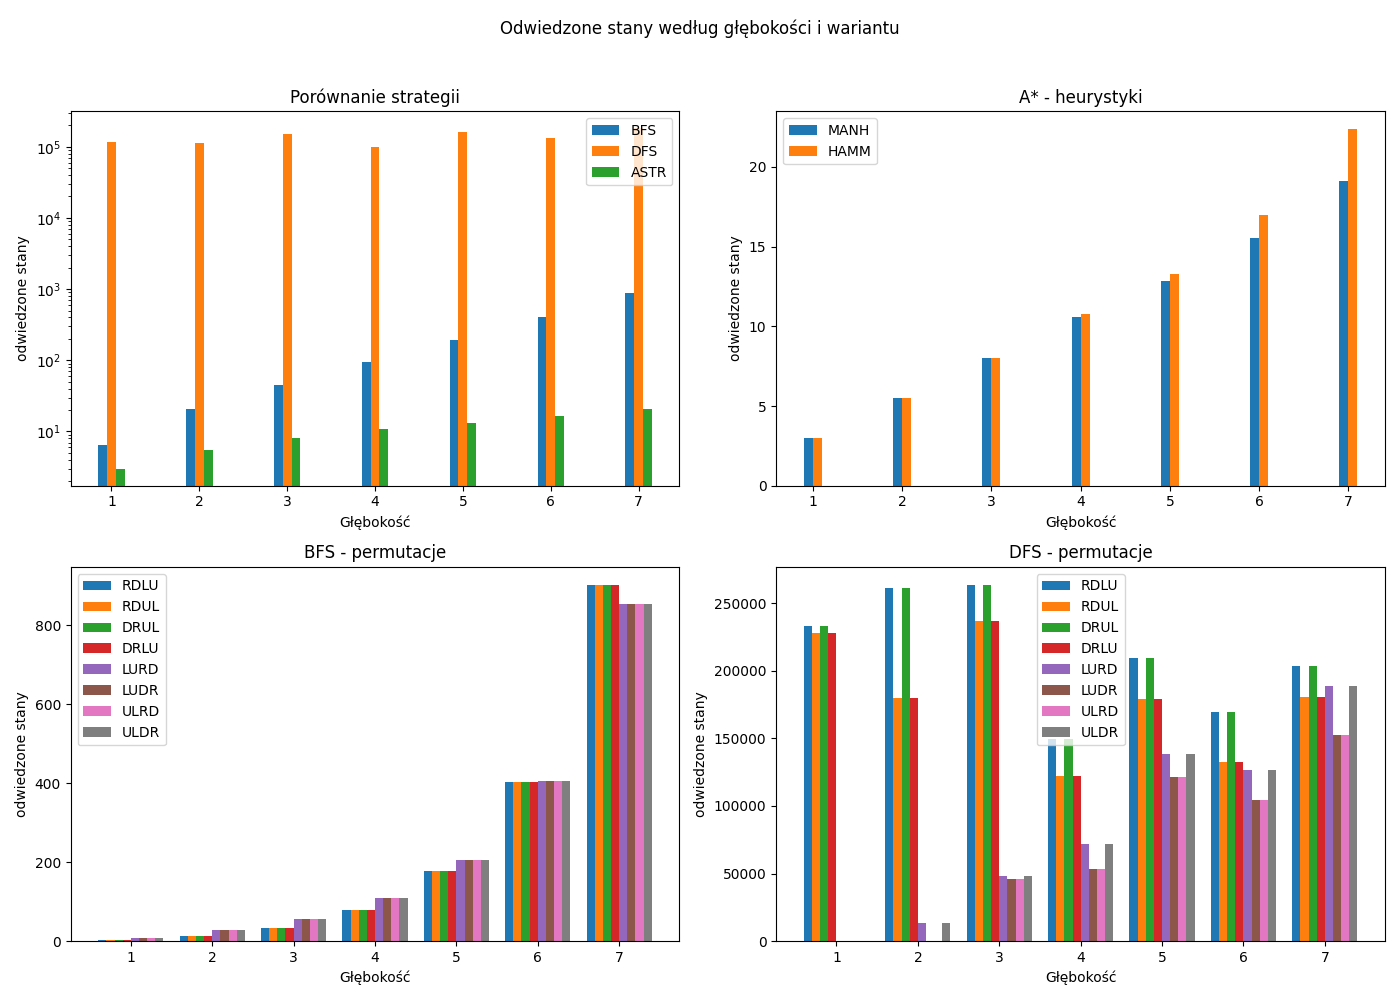 Odwiedzone stany według głębokości i wariantu
Porównanie strategii
odwiedzone stany
10^5
10^4
10^3
10^2
10^1
BFS
DFS
ASTR
1 2 3 4 5 6 7
Głębokość
A* - heurystyki
odwiedzone stany
20
15
10
5
0
MANH
HAMM
1 2 3 4 5 6 7
Głębokość
BFS - permutacje
odwiedzone stany
800
600
400
200
0
RDLU
RDUL
DRUL
DRLU
LURD
LUDR
ULRD
ULDR
1 2 3 4 5 6 7
Głębokość
DFS - permutacje
odwiedzone stany
250000
200000
150000
100000
50000
0
RDLU
RDUL
DRUL
DRLU
LURD
LUDR
ULRD
ULDR
1 2 3 4 5 6 7
Głębokość